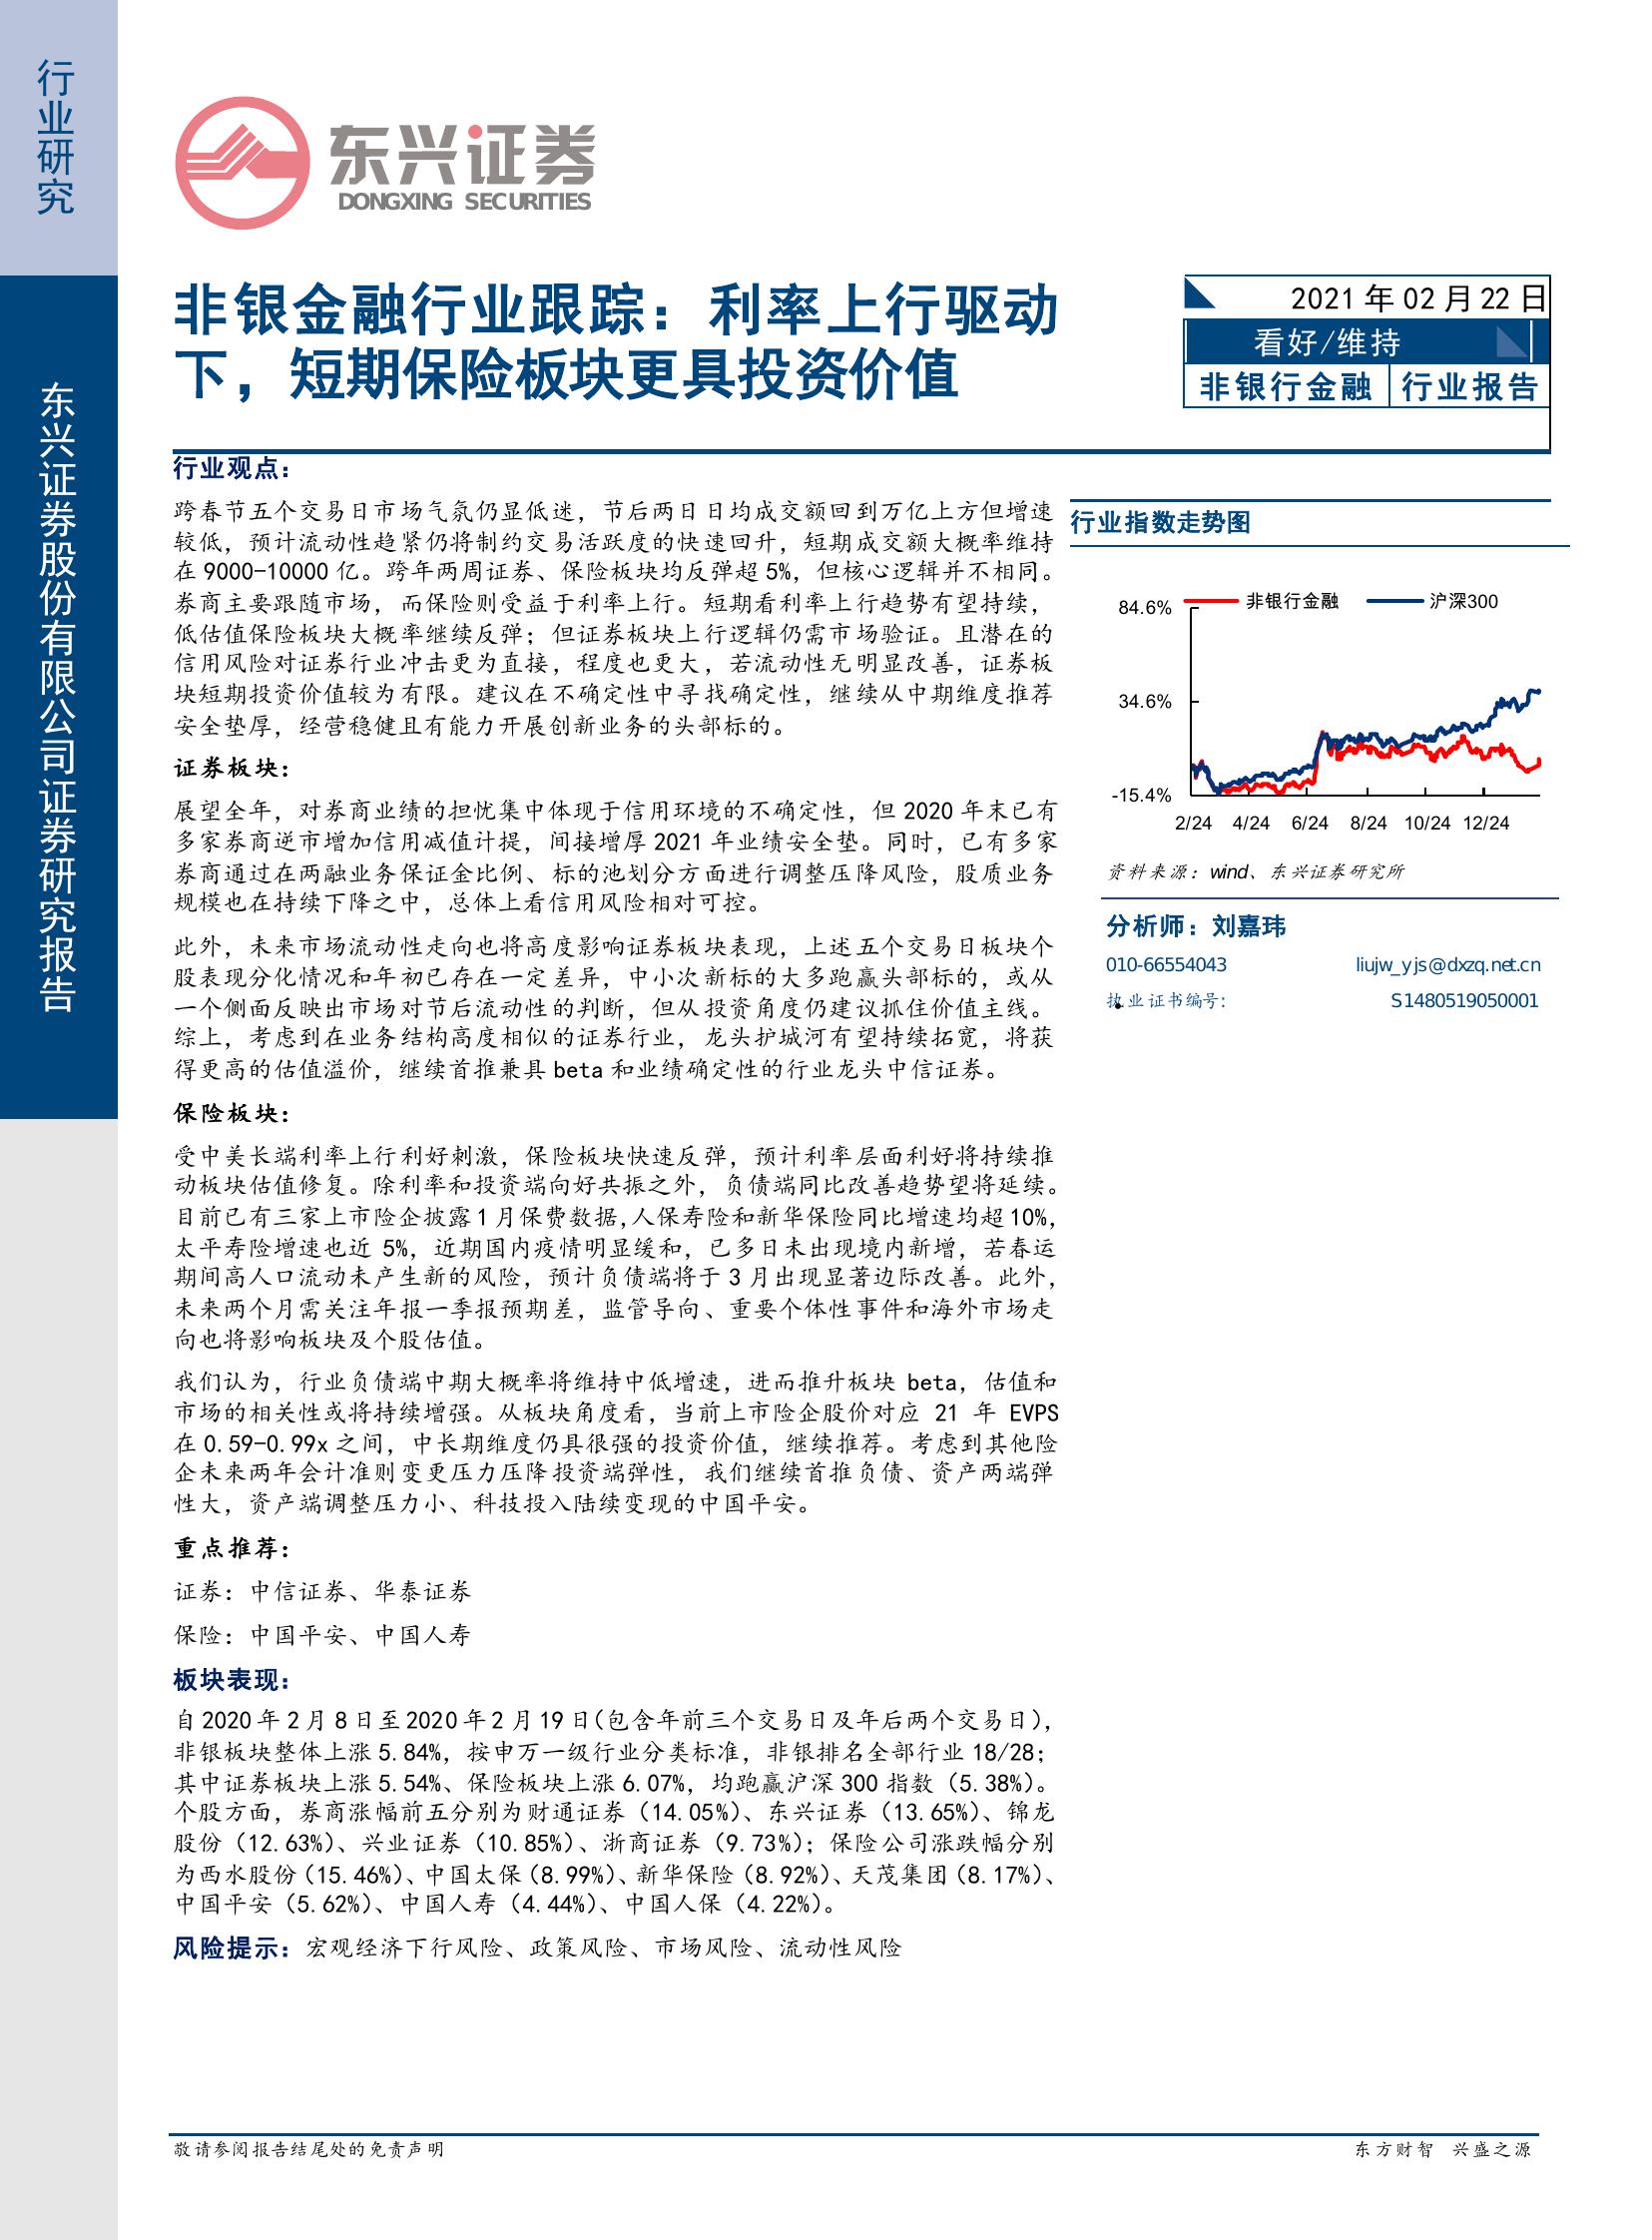 行业研究
东兴证券股份有限公司证券研究报告
东兴证券
DONGXING SECURITIES
非银金融行业跟踪：利率上行驱动
下，短期保险板块更具投资价值
2021 年 02 月 22 日
看好/维持
非银行金融 行业报告
行业观点：
跨春节五个交易日市场气氛仍显低迷，节后两日日均成交额回到万亿上方但增速
较低，预计流动性趋紧仍将制约交易活跃度的快速回升，短期成交额大概率维持
在 9000-10000 亿。跨年两周证券、保险板块均反弹超 5%，但核心逻辑并不相同。
券商主要跟随市场，而保险则受益于利率上行。短期看利率上行趋势有望持续，
低估值保险板块大概率继续反弹；但证券板块上行逻辑仍需市场验证。且潜在的
信用风险对证券行业冲击更为直接，程度也更大，若流动性无明显改善，证券板
块短期投资价值较为有限。建议在不确定性中寻找确定性，继续从中期维度推荐
安全垫厚，经营稳健且有能力开展创新业务的头部标的。
证券板块：
展望全年，对券商业绩的担忧集中体现于信用环境的不确定性，但 2020 年末已有
多家券商逆市增加信用减值计提，间接增厚 2021 年业绩安全垫。同时，已有多家
券商通过在两融业务保证金比例、标的池划分方面进行调整压降风险，股质业务
规模也在持续下降之中，总体上看信用风险相对可控。
此外，未来市场流动性走向也将高度影响证券板块表现，上述五个交易日板块个
股表现分化情况和年初已存在一定差异，中小次新标的大多跑赢头部标的，或从
一个侧面反映出市场对节后流动性的判断，但从投资角度仍建议抓住价值主线。
综上，考虑到在业务结构高度相似的证券行业，龙头护城河有望持续拓宽，将获
得更高的估值溢价，继续首推兼具 beta 和业绩确定性的行业龙头中信证券。
保险板块：
受中美长端利率上行利好刺激，保险板块快速反弹，预计利率层面利好将持续推
动板块估值修复。除利率和投资端向好共振之外，负债端同比改善趋势望将延续。
目前已有三家上市险企披露 1 月保费数据，人保寿险和新华保险同比增速均超 10%，
太平寿险增速也近 5%，近期国内疫情明显缓和，已多日未出现境内新增，若春运
期间高人口流动未产生新的风险，预计负债端将于 3 月出现显著边际改善。此外，
未来两个月需关注年报一季报预期差，监管导向、重要个体性事件和海外市场走
向也将影响板块及个股估值。
我们认为，行业负债端中期大概率将维持中低增速，进而推升板块 beta，估值和
市场的相关性或将持续增强。从板块角度看，当前上市险企股价对应 21 年 EVPS
在 0.59-0.99x 之间，中长期维度仍具很强的投资价值，继续推荐。考虑到其他险
企未来两年会计准则变更压力压降投资端弹性，我们继续首推负债、资产两端弹
性大，资产端调整压力小、科技投入陆续变现的中国平安。
重点推荐：
证券：中信证券、华泰证券
保险：中国平安、中国人寿
板块表现：
自 2020 年 2 月 8 日至 2020 年 2 月 19 日（包含年前三个交易日及年后两个交易日），
非银板块整体上涨 5.84%，按申万一级行业分类标准，非银排名全部行业 18/28；
其中证券板块上涨 5.54%、保险板块上涨 6.07%，均跑赢沪深 300 指数（5.38%）。
个股方面，券商涨幅前五分别为财通证券（14.05%）、东兴证券（13.65%）、锦龙
股份（12.63%）、兴业证券（10.85%）、浙商证券（9.73%）；保险公司涨跌幅分别
为西水股份（15.46%）、中国太保（8.99%）、新华保险（8.92%）、天茂集团（8.17%）、
中国平安（5.62%）、中国人寿（4.44%）、中国人保（4.22%）。
风险提示：宏观经济下行风险、政策风险、市场风险、流动性风险
行业指数走势图
非银行金融 沪深300
84.6%
34.6%
-15.4%
2/24 4/24 6/24 8/24 10/24 12/24
资料来源：wind、东兴证券研究所
分析师：刘嘉玮
010-66554043 liujw_yjs@dxzq.net.cn
执业证书编号: S1480519050001
敬请参阅报告结尾处的免责声明
东方财智 兴盛之源